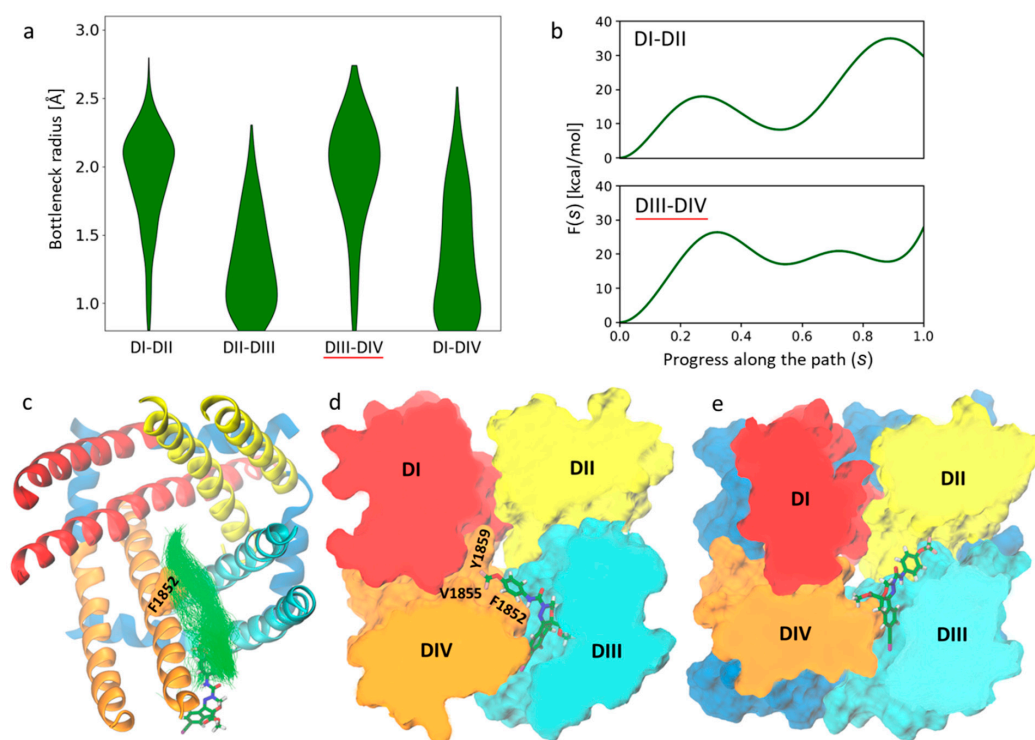 a
Bottleneck radius [Å]
3.0
2.5
2.0
1.5
1.0
DI-DII
DII-DIII
DIII-DIV
DI-DIV
b
F(s) [kcal/mol]
DI-DII
40
30
20
10
0
DIII-DIV
40
30
20
10
0
0.0 0.2 0.4 0.6 0.8 1.0
Progress along the path (s)
c
F1852
d
DI
DII
Y1859
V1855
F1852
DIV
DIII
e
DI
DII
DIV
DIII